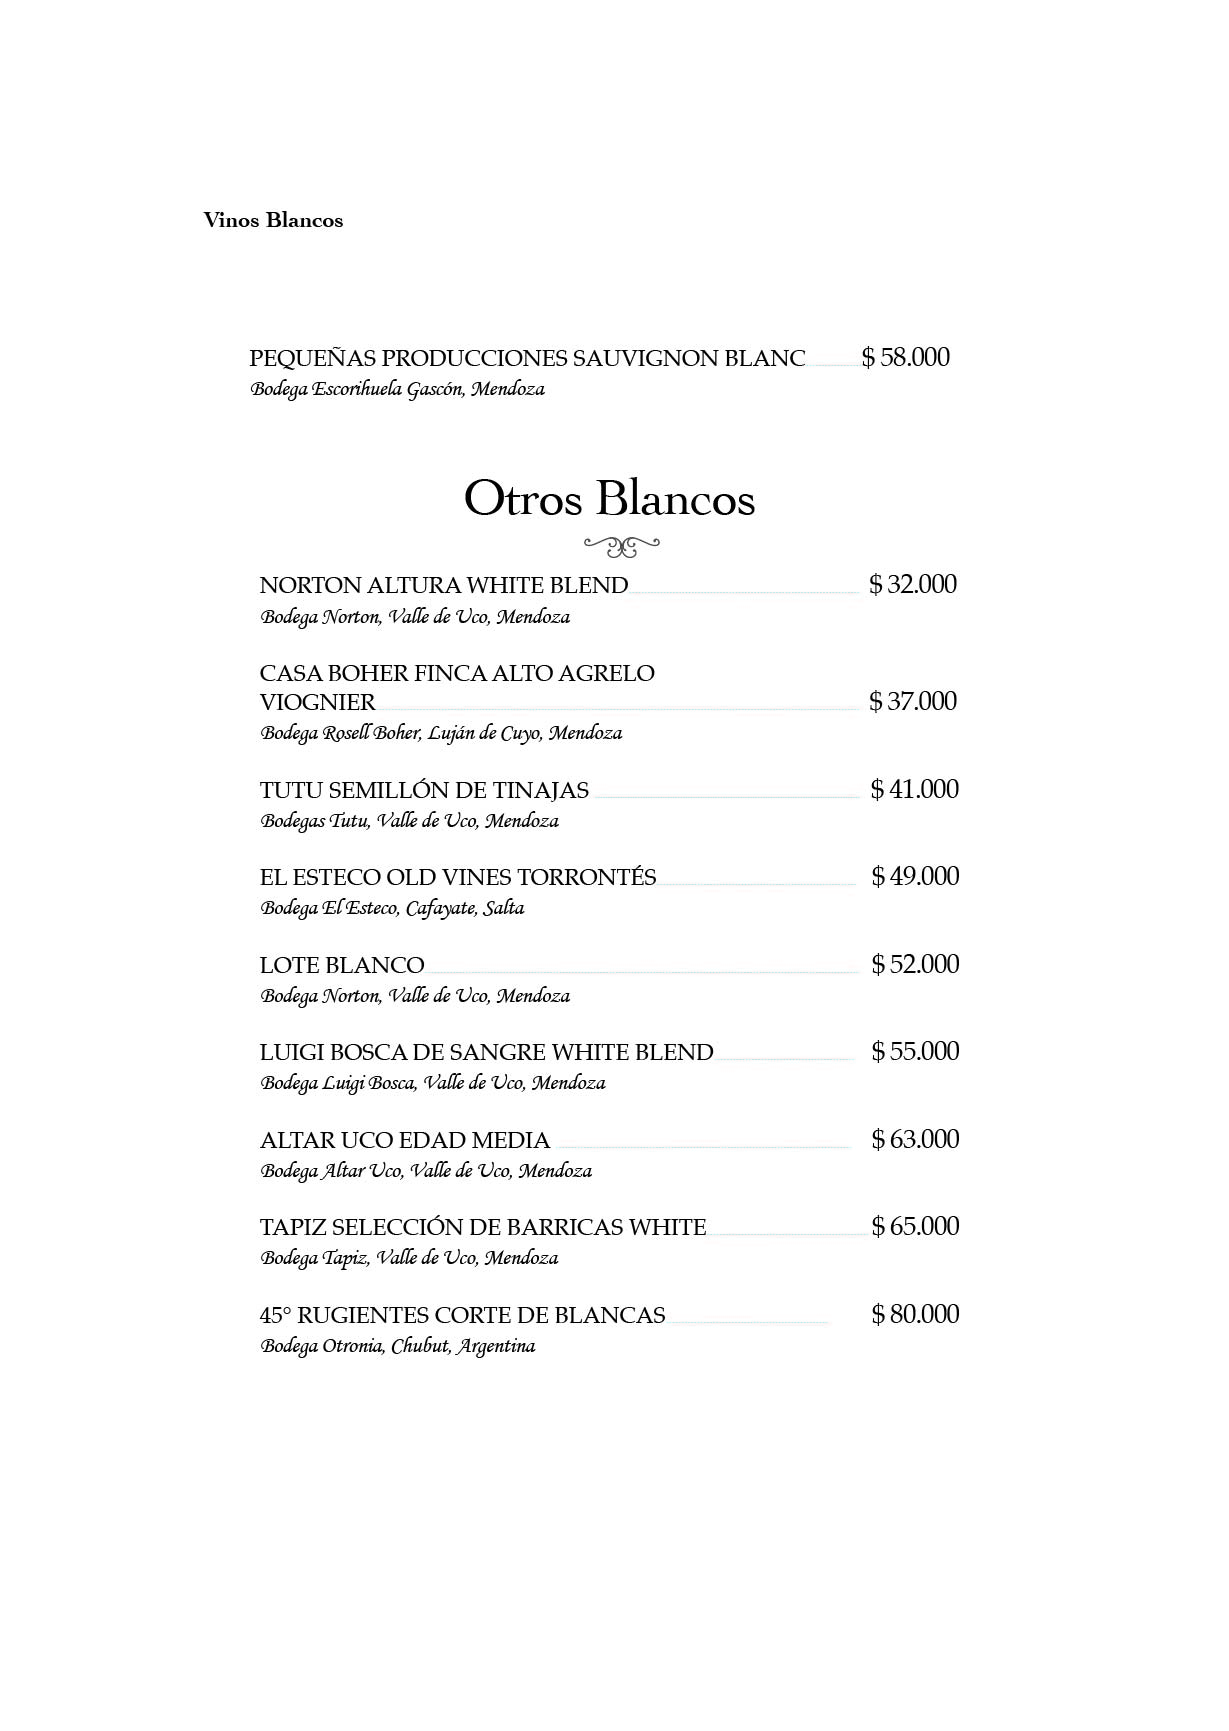 Vinos Blancos
PEQUEÑAS PRODUCCIONES SAUVIGNON BLANC $ 58.000
Bodega Escorihuela Gascón, Mendoza
Otros Blancos
NORTON ALTURA WHITE BLEND $ 32.000
Bodega Norton, Valle de Uco, Mendoza
CASA BOHER FINCA ALTO AGRELO
VIOGNIER $ 37.000
Bodega Rosell Boher, Luján de Cuyo, Mendoza
TUTU SEMILLÓN DE TINAJAS $ 41.000
Bodegas Tutu, Valle de Uco, Mendoza
EL ESTECO OLD VINES TORRONTÉS $ 49.000
Bodega El Esteco, Cafayate, Salta
LOTE BLANCO $ 52.000
Bodega Norton, Valle de Uco, Mendoza
LUIGI BOSCA DE SANGRE WHITE BLEND $ 55.000
Bodega Luigi Bosca, Valle de Uco, Mendoza
ALTAR UCO EDAD MEDIA $ 63.000
Bodega Altar Uco, Valle de Uco, Mendoza
TAPIZ SELECCIÓN DE BARRICAS WHITE $ 65.000
Bodega Tapiz, Valle de Uco, Mendoza
45° RUGIENTES CORTE DE BLANCAS $ 80.000
Bodega Otronia, Chubut, Argentina